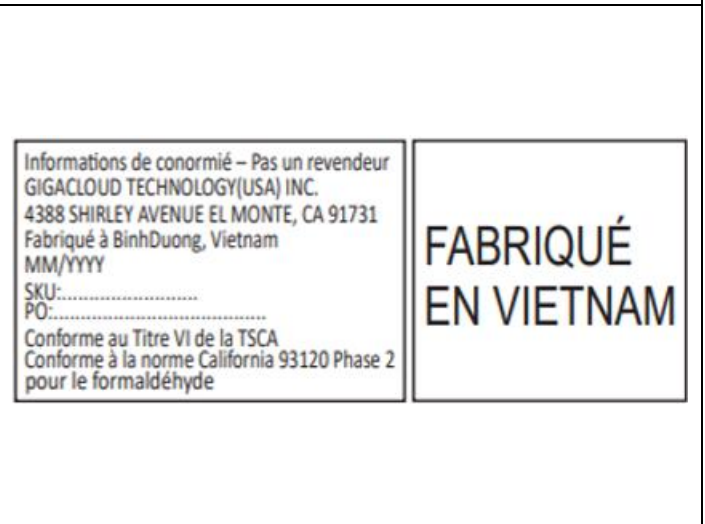 Informations de conormié – Pas un revendeur
GIGACLOUD TECHNOLOGY(USA) INC.
4388 SHIRLEY AVENUE EL MONTE, CA 91731
Fabriqué à BinhDuong, Vietnam
MM/YYYY
SKU:...........................
PO:.........................................
Conforme au Titre VI de la TSCA
Conforme à la norme California 93120 Phase 2
pour le formaldéhyde
FABRIQUÉ
EN VIETNAM